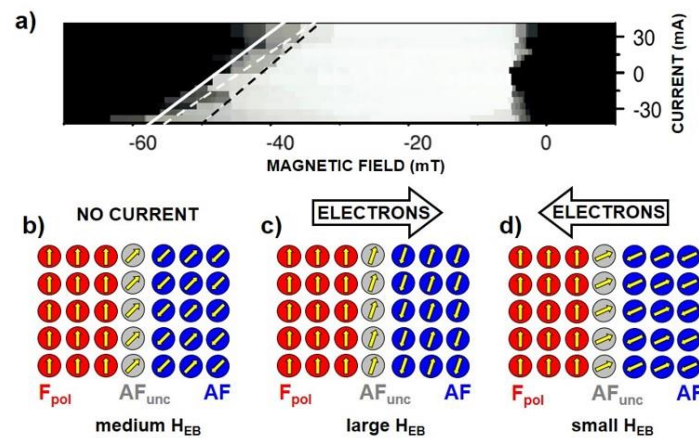 a)
30
0
-30
CURRENT (mA)
-60
-40
-20
0
MAGNETIC FIELD (mT)
b)
NO CURRENT
c)
ELECTRONS
d)
ELECTRONS
Fpol
AFunc
AF
Fpol
AFunc
AF
Fpol
AFunc
AF
medium HEB
large HEB
small HEB